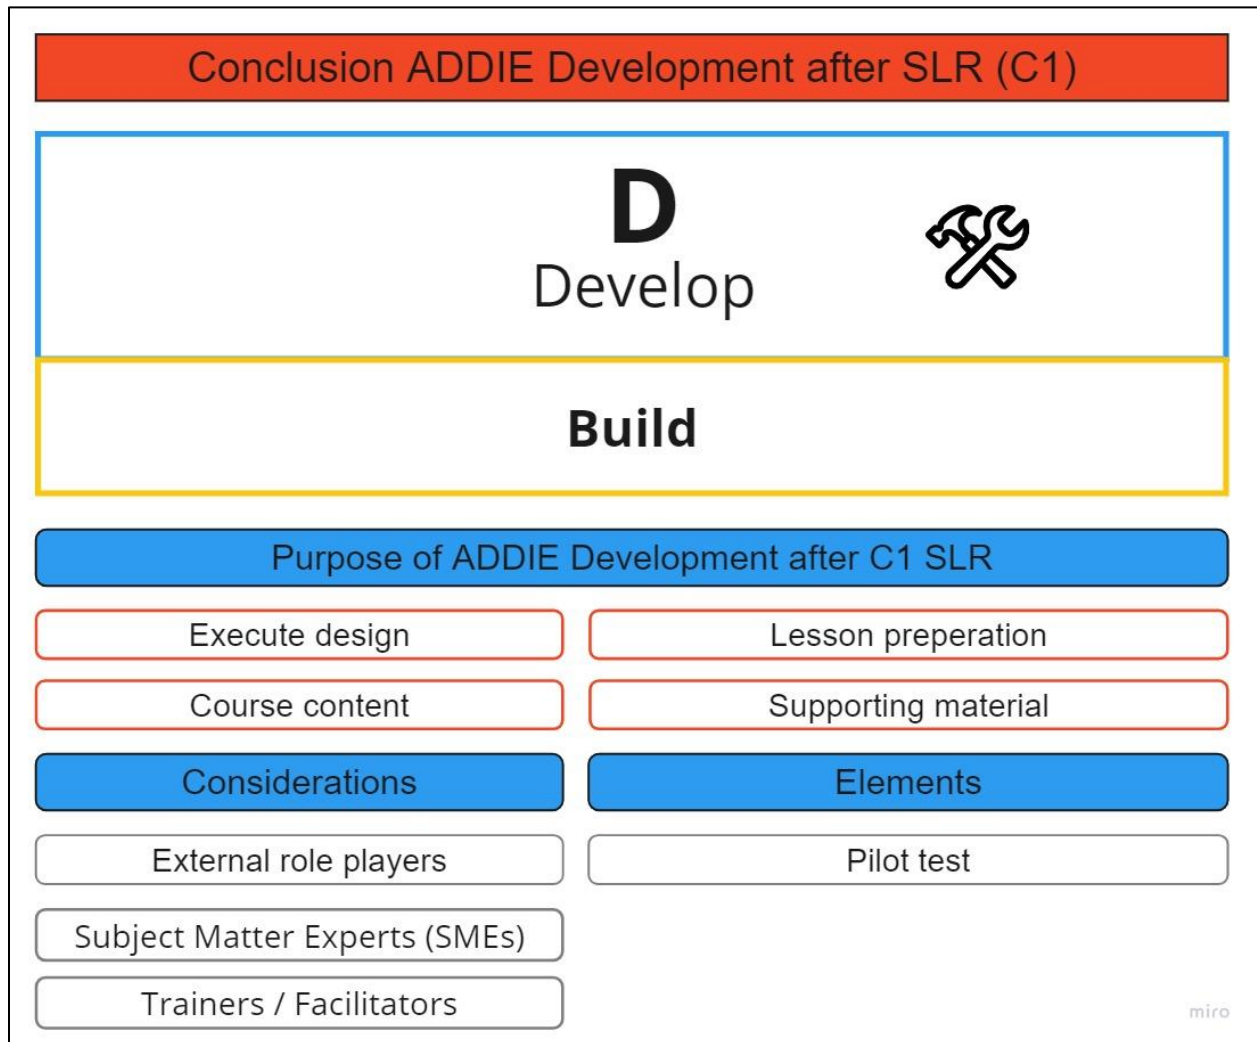 Conclusion ADDIE Development after SLR (C1)
D
Develop
Build
Purpose of ADDIE Development after C1 SLR
Execute design
Lesson preperation
Course content
Supporting material
Considerations
Elements
External role players
Pilot test
Subject Matter Experts (SMEs)
Trainers / Facilitators
miro